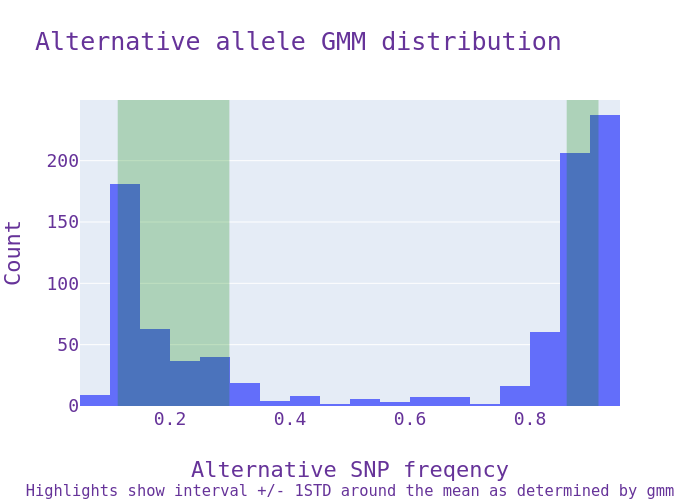 Alternative allele GMM distribution
200
150
100
50
0
Count
0.2
0.4
0.6
0.8
Alternative SNP freqency
Highlights show interval +/- 1STD around the mean as determined by gmm